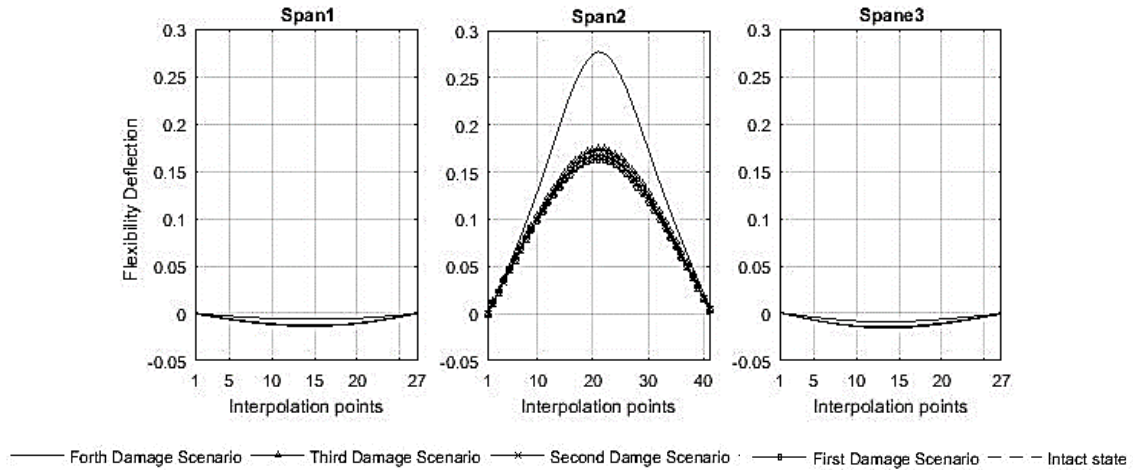 Span1
Span2
Spane3
Flexibility Deflection
0.3
0.25
0.2
0.15
0.1
0.05
0
-0.05
1 5 10 15 20 27
Interpolation points
0.3
0.25
0.2
0.15
0.1
0.05
0
-0.05
1 10 20 30 40
Interpolation points
0.3
0.25
0.2
0.15
0.1
0.05
0
-0.05
1 5 10 15 20 27
Interpolation points
Forth Damage Scenario Third Damage Scenario Second Damge Scenario First Damage Scenario Intact state